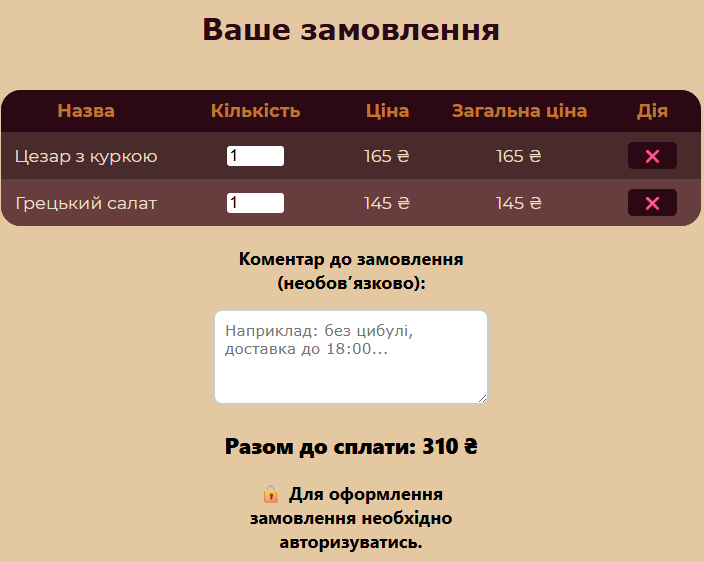 Ваше замовлення
Назва Кількість Ціна Загальна ціна Дія
Цезар з куркою 1 165 ₴ 165 ₴
Грецький салат 1 145 ₴ 145 ₴
Коментар до замовлення
(необов’язково):
Наприклад: без цибулі,
доставка до 18:00...
Разом до сплати: 310 ₴
Для оформлення
замовлення необхідно
авторизуватись.